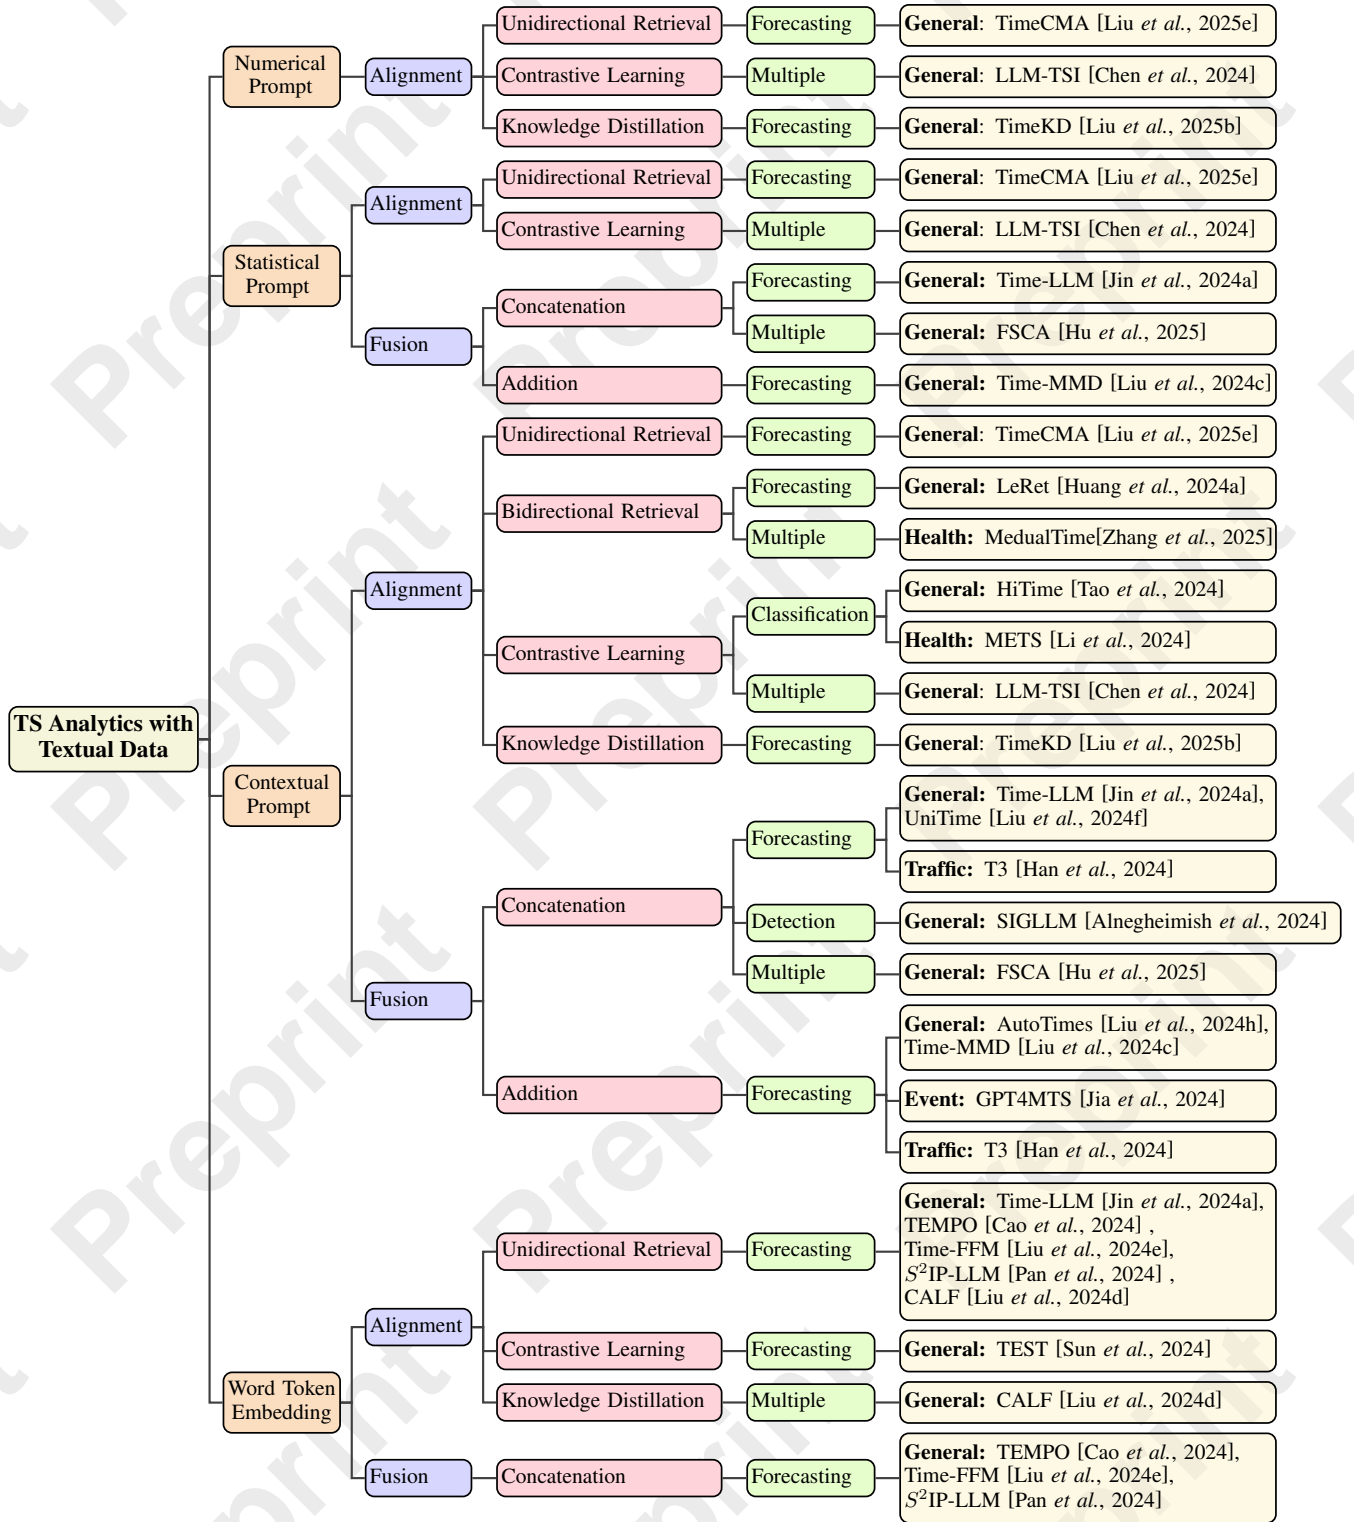 Unidirectional Retrieval
Forecasting
General: TimeCMA [Liu et al., 2025e]
Numerical
Prompt
Alignment
Contrastive Learning
Multiple
General: LLM-TSI [Chen et al., 2024]
Knowledge Distillation
Forecasting
General: TimeKD [Liu et al., 2025b]
Unidirectional Retrieval
Forecasting
General: TimeCMA [Liu et al., 2025e]
Alignment
Contrastive Learning
Multiple
General: LLM-TSI [Chen et al., 2024]
Statistical
Prompt
Forecasting
General: Time-LLM [Jin et al., 2024a]
Concatenation
Multiple
General: FSCA [Hu et al., 2025]
Fusion
Addition
Forecasting
General: Time-MMD [Liu et al., 2024c]
Unidirectional Retrieval
Forecasting
General: TimeCMA [Liu et al., 2025e]
Forecasting
General: LeRet [Huang et al., 2024a]
Bidirectional Retrieval
Multiple
Health: MedualTime[Zhang et al., 2025]
Alignment
General: HiTime [Tao et al., 2024]
Classification
Health: METS [Li et al., 2024]
Contrastive Learning
Multiple
General: LLM-TSI [Chen et al., 2024]
TS Analytics with
Textual Data
Knowledge Distillation
Forecasting
General: TimeKD [Liu et al., 2025b]
Contextual
Prompt
General: Time-LLM [Jin et al., 2024a],
UniTime [Liu et al., 2024f]
Forecasting
Traffic: T3 [Han et al., 2024]
Concatenation
Detection
General: SIGLLM [Alnegheimish et al., 2024]
Multiple
General: FSCA [Hu et al., 2025]
Fusion
General: AutoTimes [Liu et al., 2024h],
Time-MMD [Liu et al., 2024c]
Addition
Forecasting
Event: GPT4MTS [Jia et al., 2024]
Traffic: T3 [Han et al., 2024]
Unidirectional Retrieval
Forecasting
General: Time-LLM [Jin et al., 2024a],
TEMPO [Cao et al., 2024] ,
Time-FFM [Liu et al., 2024e],
S²IP-LLM [Pan et al., 2024] ,
CALF [Liu et al., 2024d]
Alignment
Contrastive Learning
Forecasting
General: TEST [Sun et al., 2024]
Word Token
Embedding
Knowledge Distillation
Multiple
General: CALF [Liu et al., 2024d]
Fusion
Concatenation
Forecasting
General: TEMPO [Cao et al., 2024],
Time-FFM [Liu et al., 2024e],
S²IP-LLM [Pan et al., 2024]
Preprint
Preprint
Preprint
Preprint
Preprint
Preprint
Preprint
Preprint
Preprint